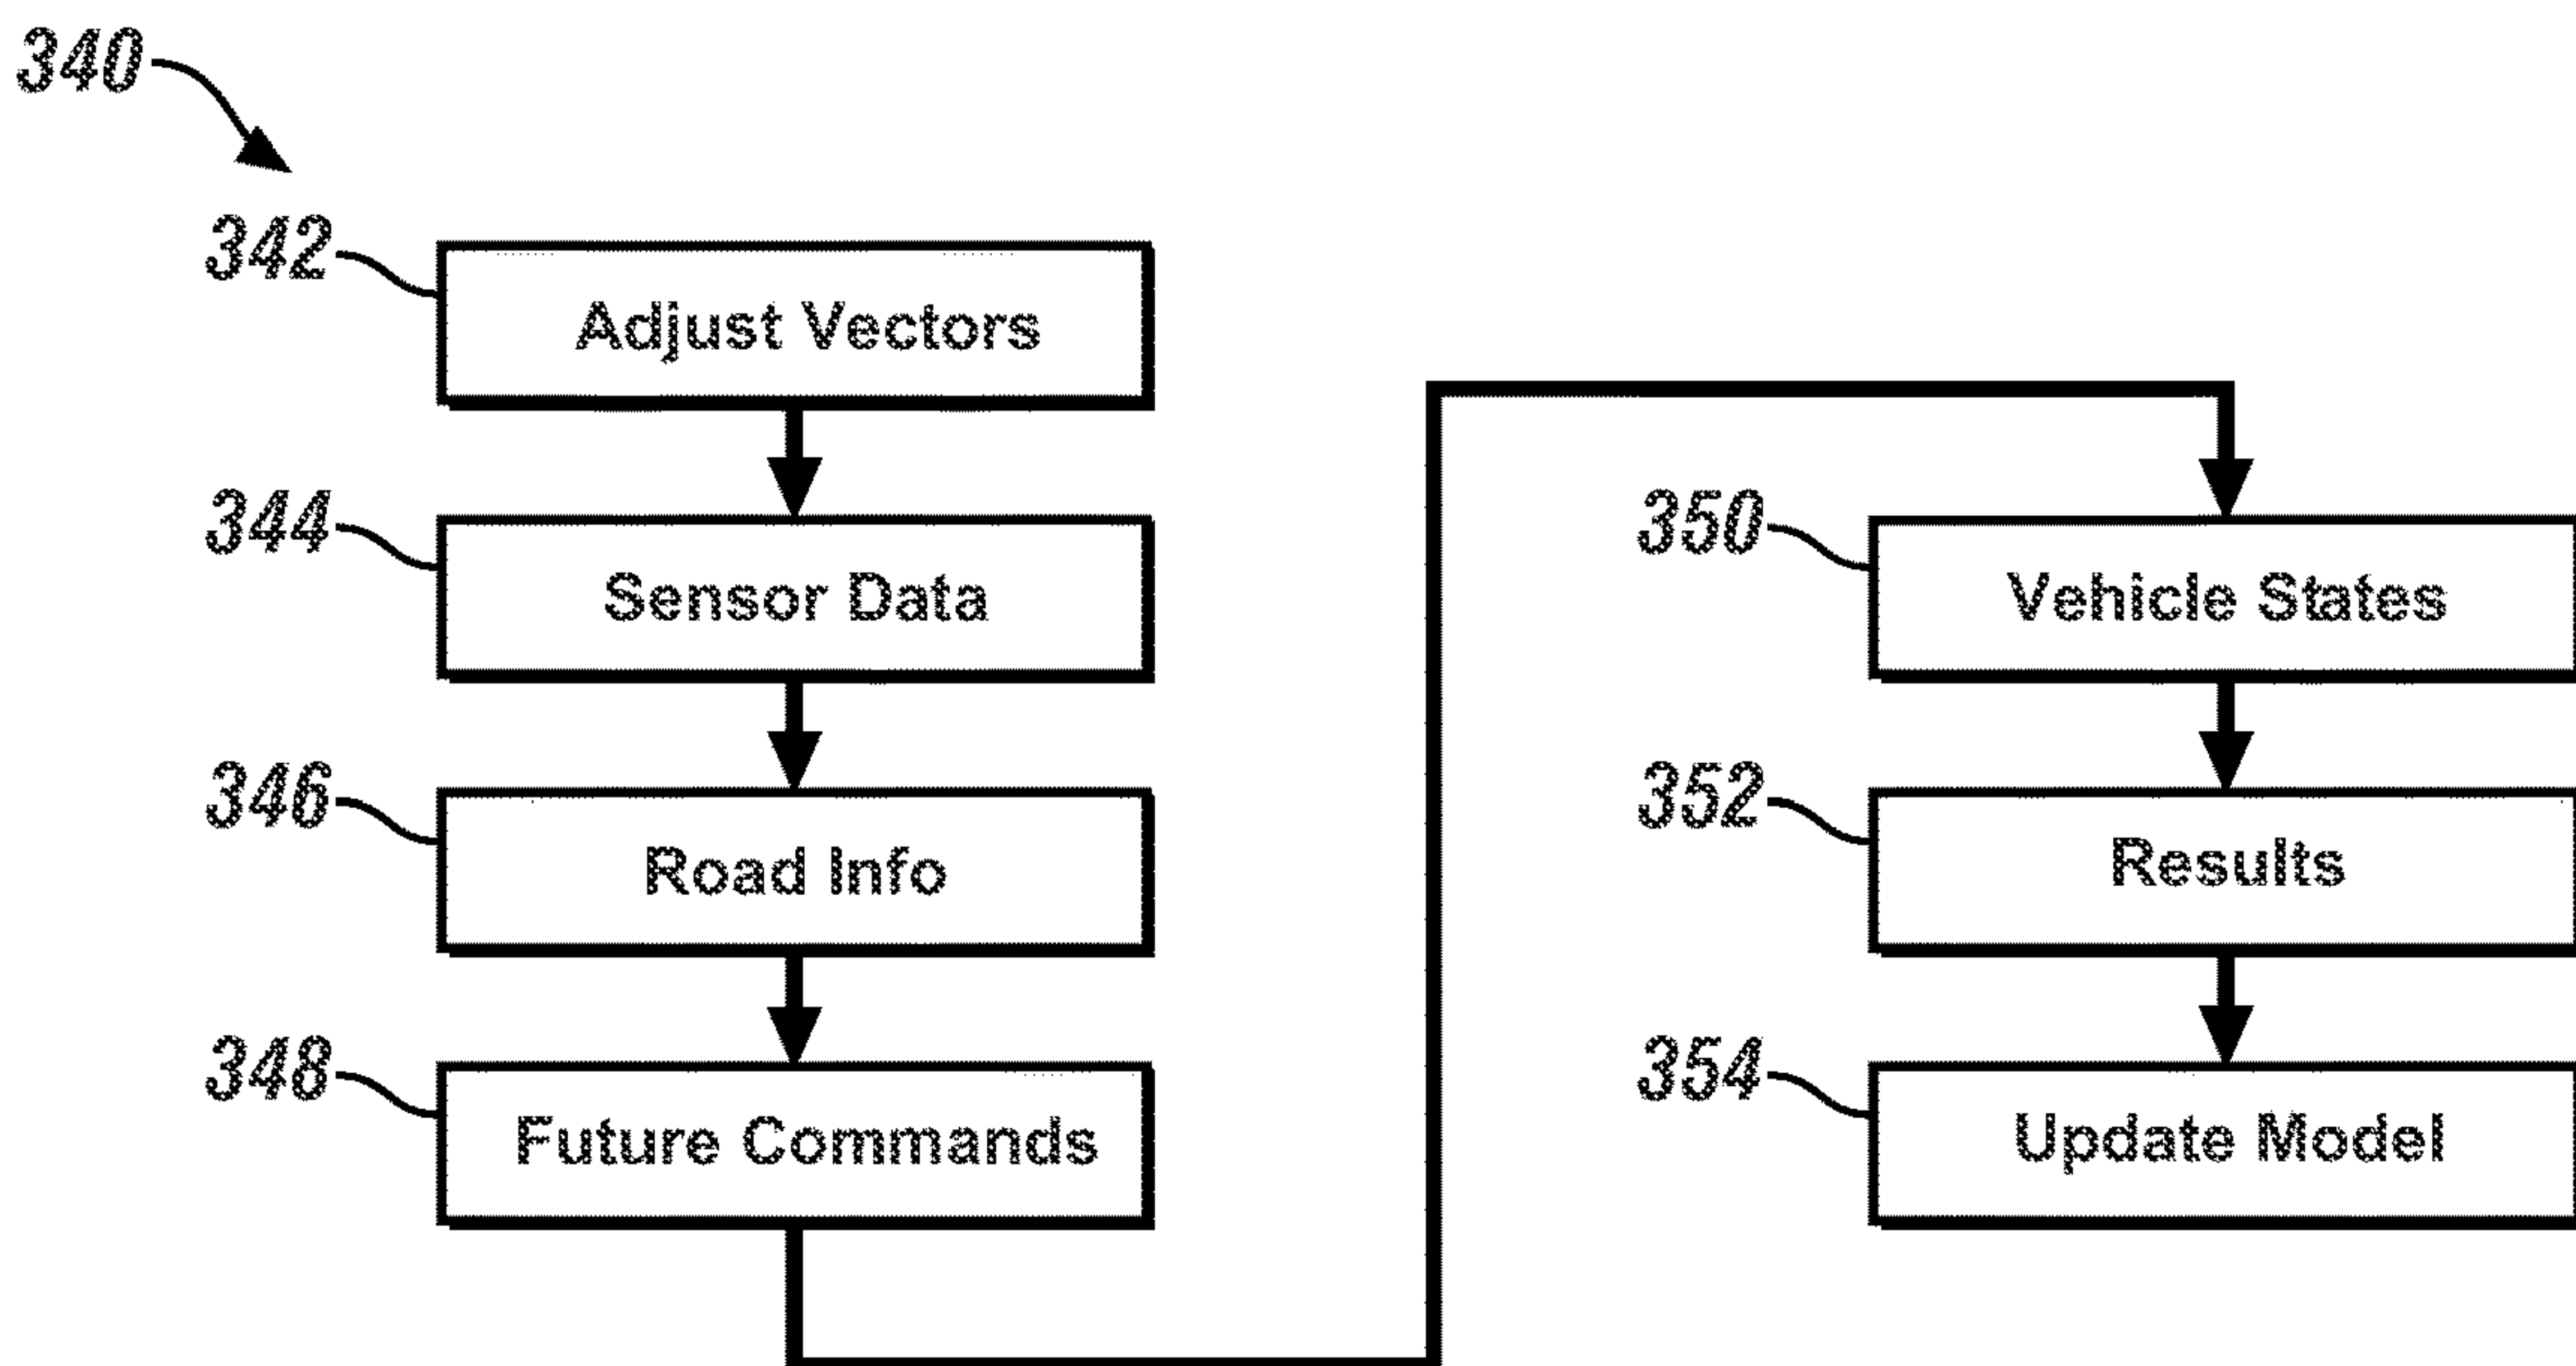 340
342
Adjust Vectors
344
Sensor Data
346
Road Info
348
Future Commands
350
Vehicle States
352
Results
354
Update Model